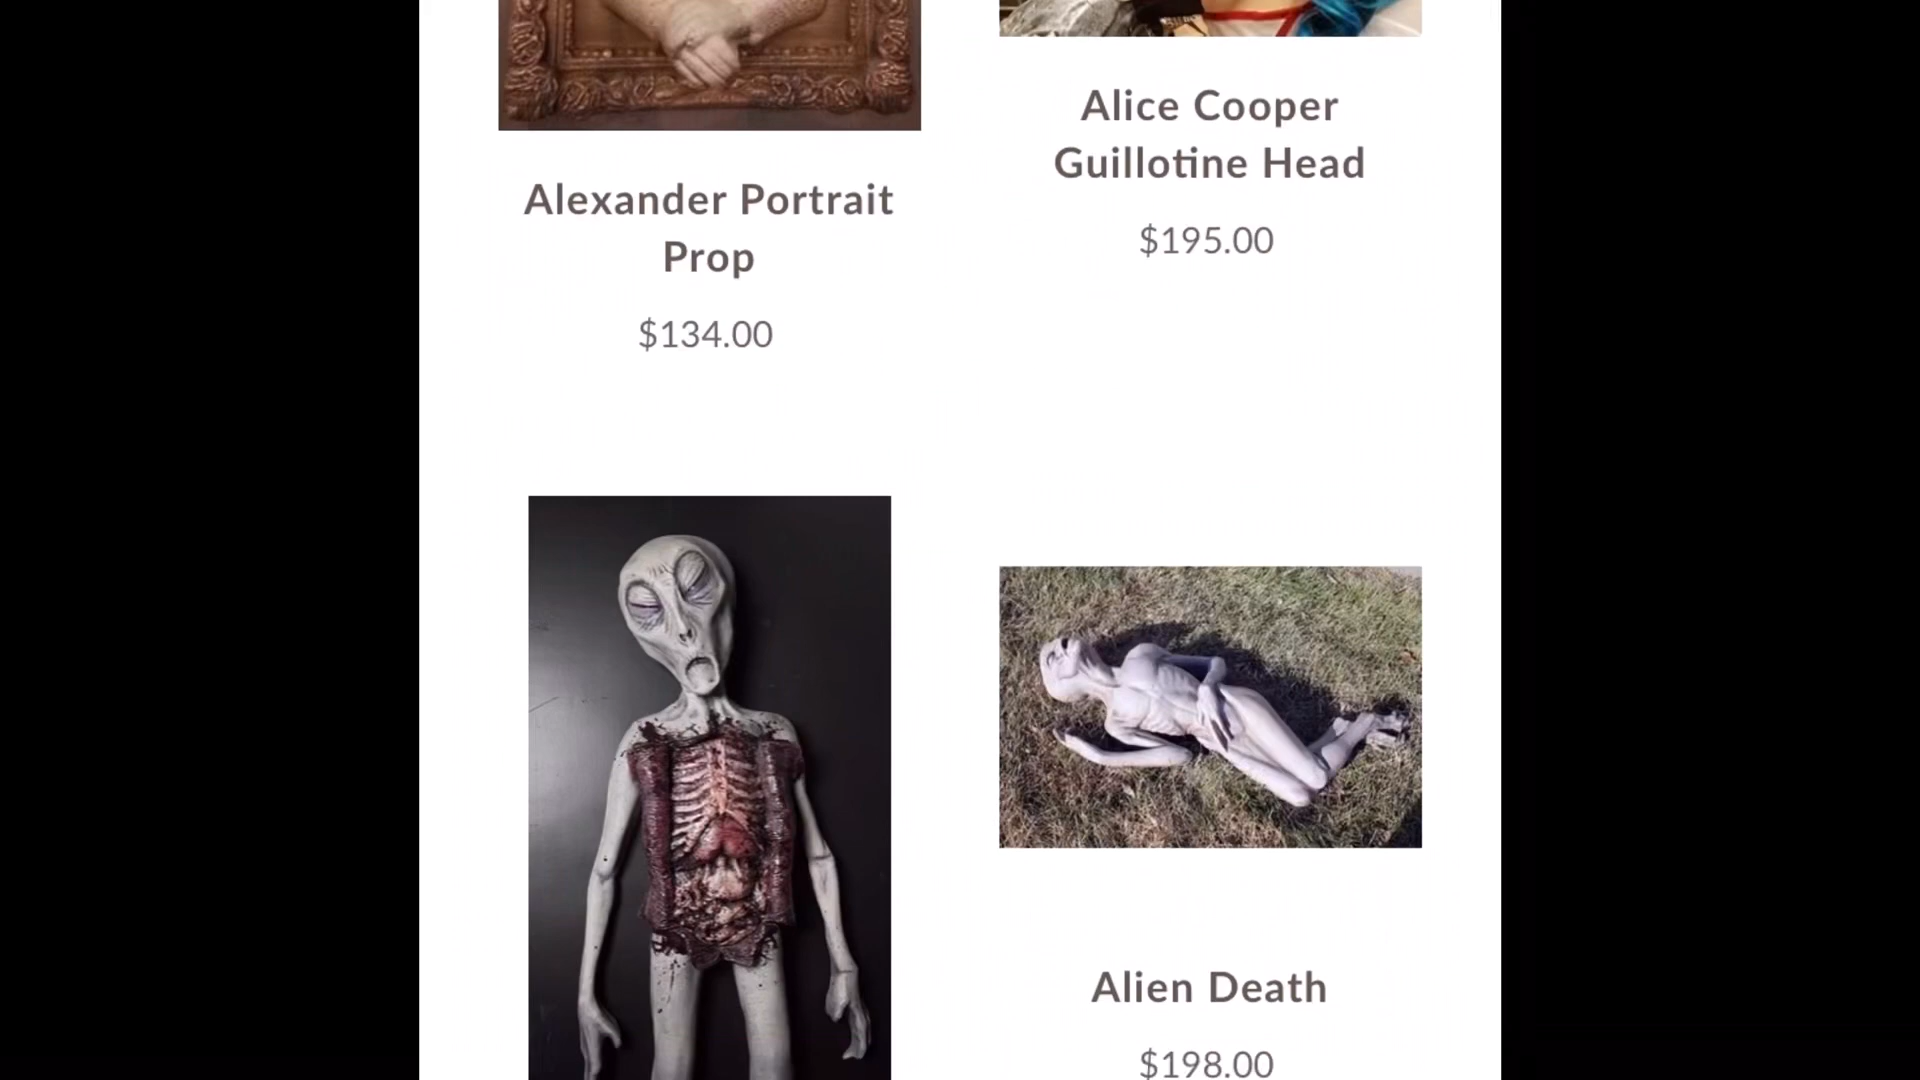 Alexander Portrait
Prop
$134.00
Alice Cooper
Guillotine Head
$195.00
Alien Death
$198.00